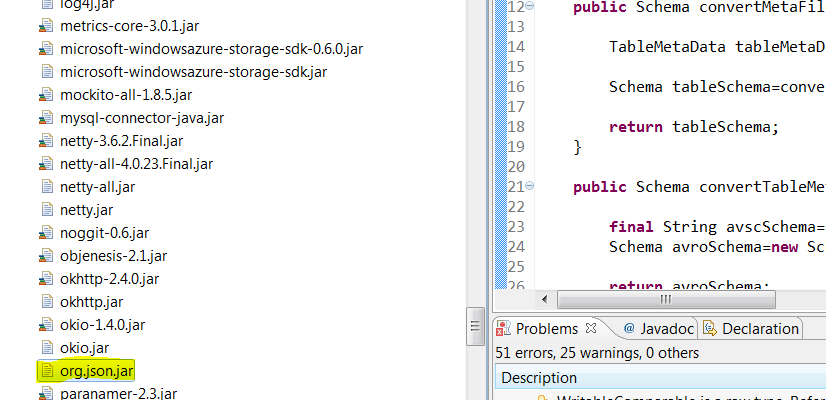 log4j.jar
metrics-core-3.0.1.jar
microsoft-windowsazure-storage-sdk-0.6.0.jar
microsoft-windowsazure-storage-sdk.jar
mockito-all-1.8.5.jar
mysql-connector-java.jar
netty-3.6.2.Final.jar
netty-all-4.0.23.Final.jar
netty-all.jar
netty.jar
noggit-0.6.jar
objenesis-2.1.jar
okhttp-2.4.0.jar
okhttp.jar
okio-1.4.0.jar
okio.jar
org.json.jar
paranamer-2.3.jar
12 public Schema convertMetaFil
13
14 TableMetaData tableMetaD
15
16 Schema tableSchema=conve
17
18 return tableSchema;
19 }
20
21 public Schema convertTableMe
22
23 final String avscSchema=
24 Schema avroSchema=new Sc
25
26 return avroSchema;
Problems @ Javadoc Declaration
51 errors, 25 warnings, 0 others
Description
WritableComparable is a raw type. Refer